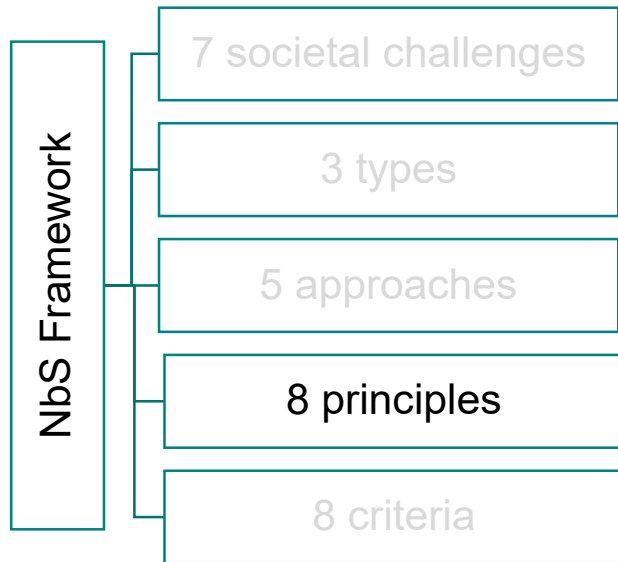 NbS Framework
7 societal challenges
3 types
5 approaches
8 principles
8 criteria